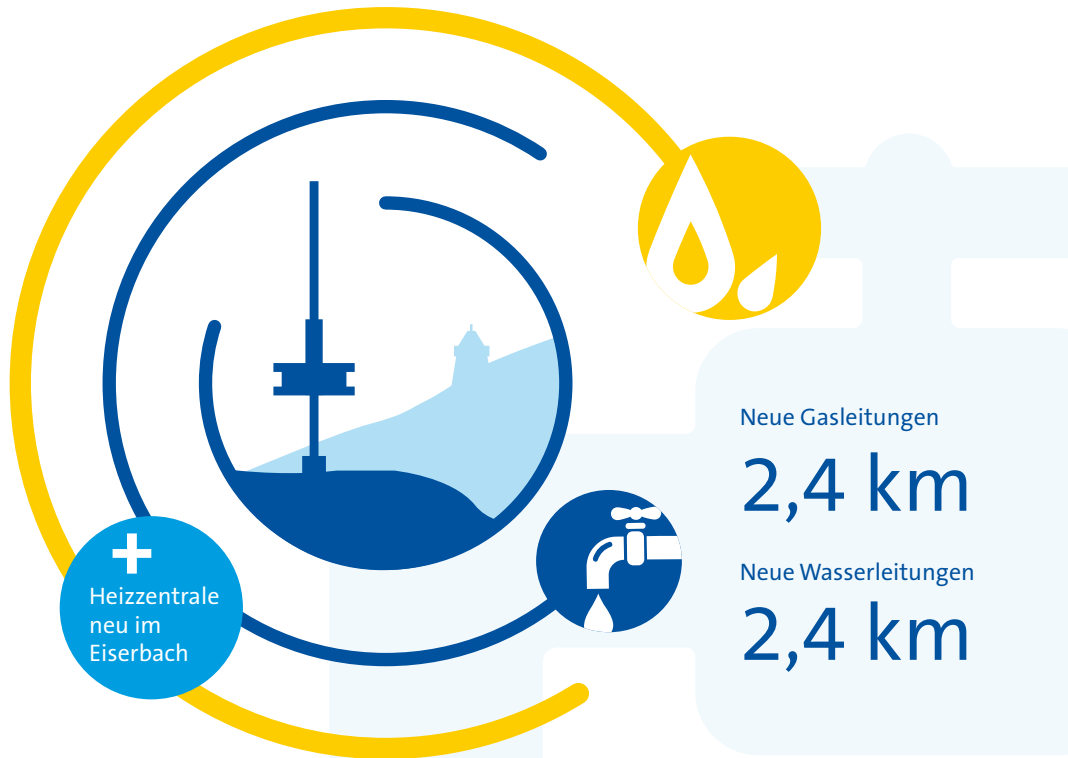 Neue Gasleitungen
2,4 km
Neue Wasserleitungen
2,4 km
Heizzentrale
neu im
Eiserbach